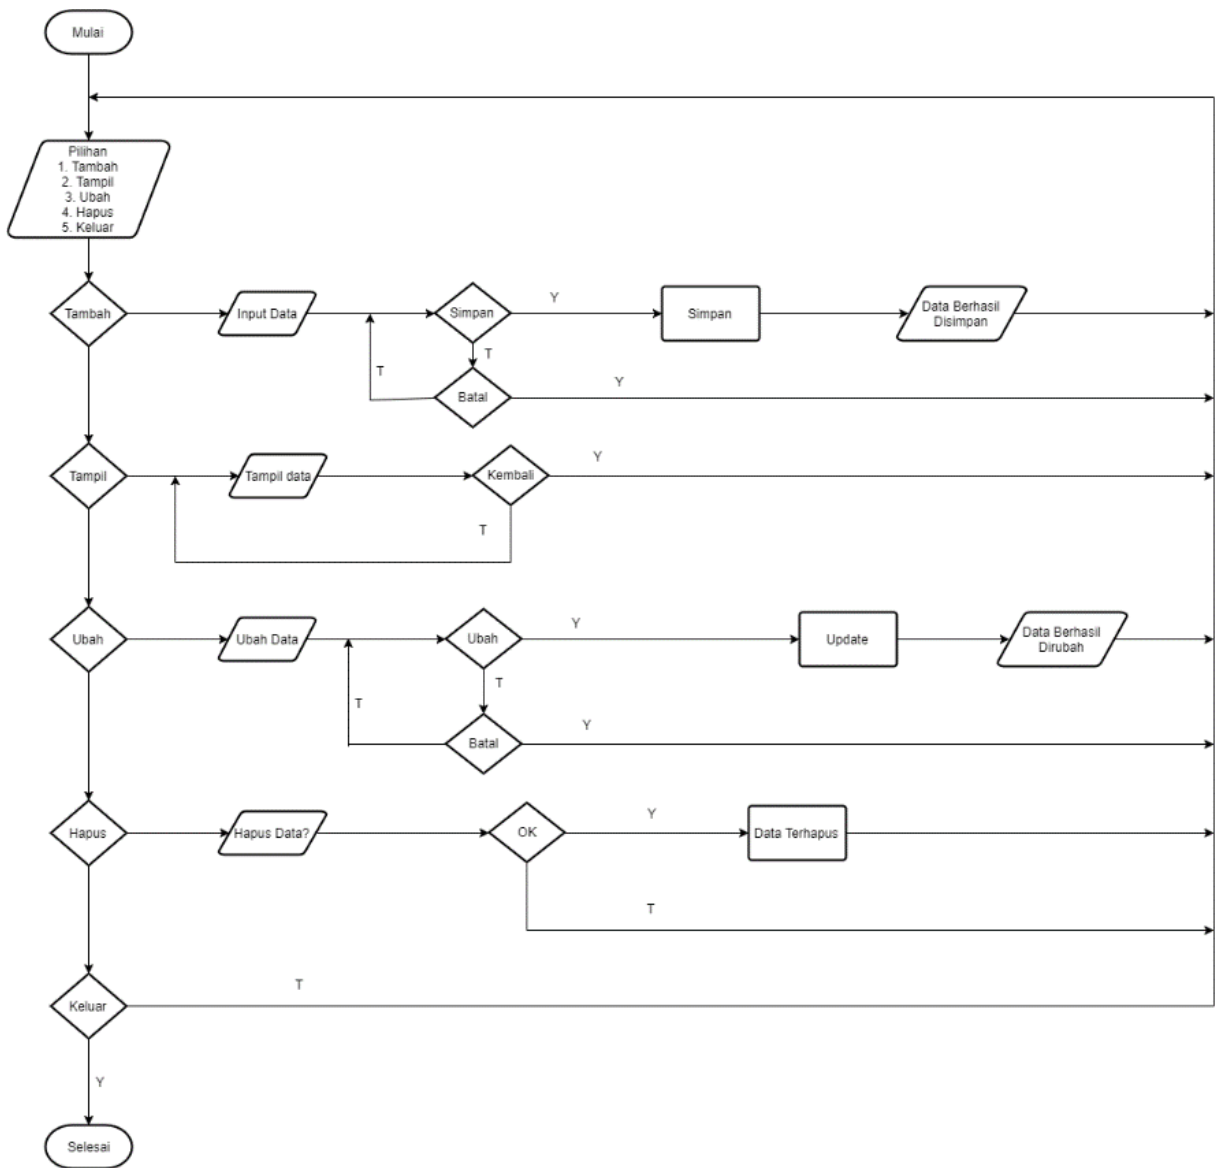 Mulai
Pilihan
1. Tambah
2. Tampil
3. Ubah
4. Hapus
5. Keluar
Tambah
Input Data
Simpan
Y
Simpan
Data Berhasil
Disimpan
T
T
Batal
Y
Tampil
Tampil data
Kembali
Y
T
Ubah
Ubah Data
Ubah
Y
Update
Data Berhasil
Dirubah
T
T
Batal
Y
Hapus
Hapus Data?
OK
Y
Data Terhapus
T
Keluar
T
Y
Selesai